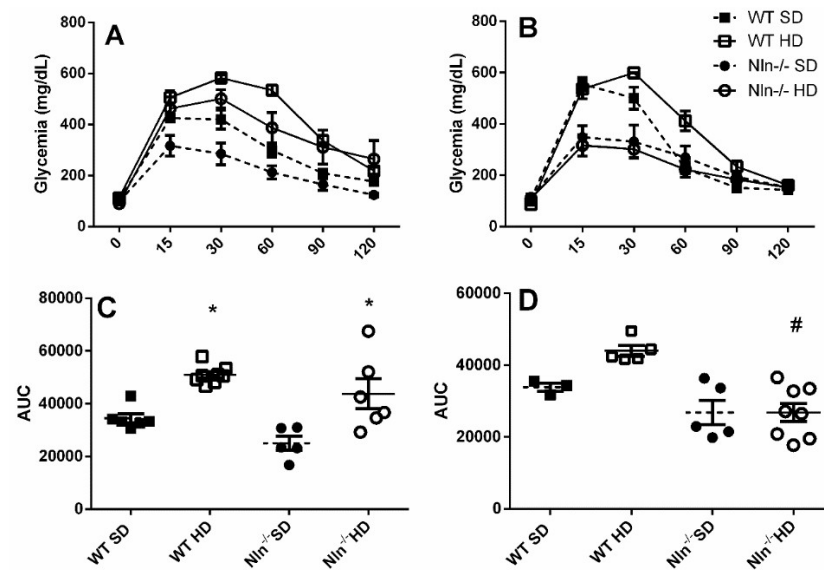 A
Glycemia (mg/dL)
800
600
400
200
0
0 15 30 60 90 120
B
Glycemia (mg/dL)
800
600
400
200
0
0 15 30 60 90 120
WT SD
WT HD
Nln-/- SD
Nln-/- HD
C
AUC
80000
60000
40000
20000
0
* *
WT SD WT HD Nln-/-SD Nln-/-HD
D
AUC
60000
40000
20000
0
#
WT SD WT HD Nln-/-SD Nln-/-HD